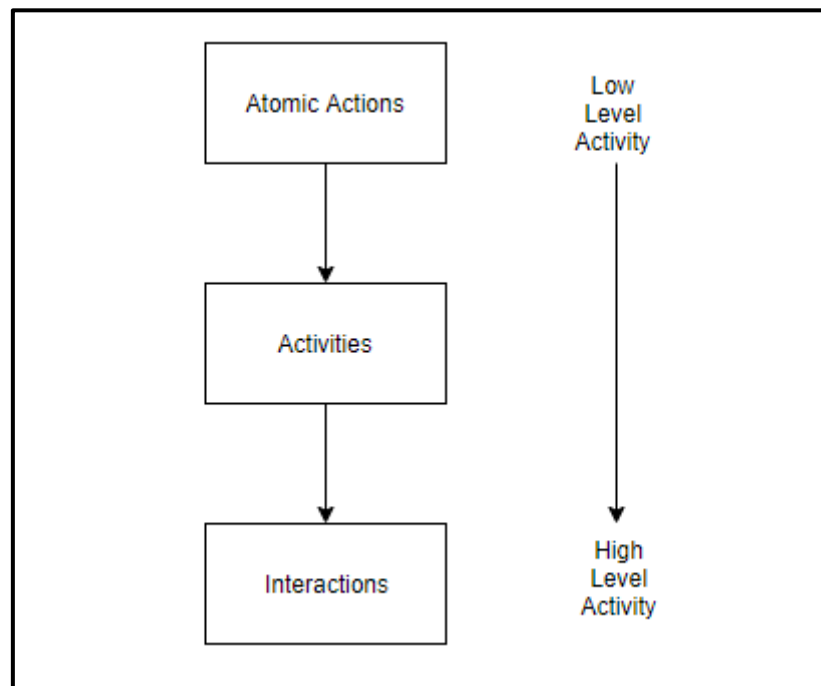 Atomic Actions
Low
Level
Activity
Activities
Interactions
High
Level
Activity